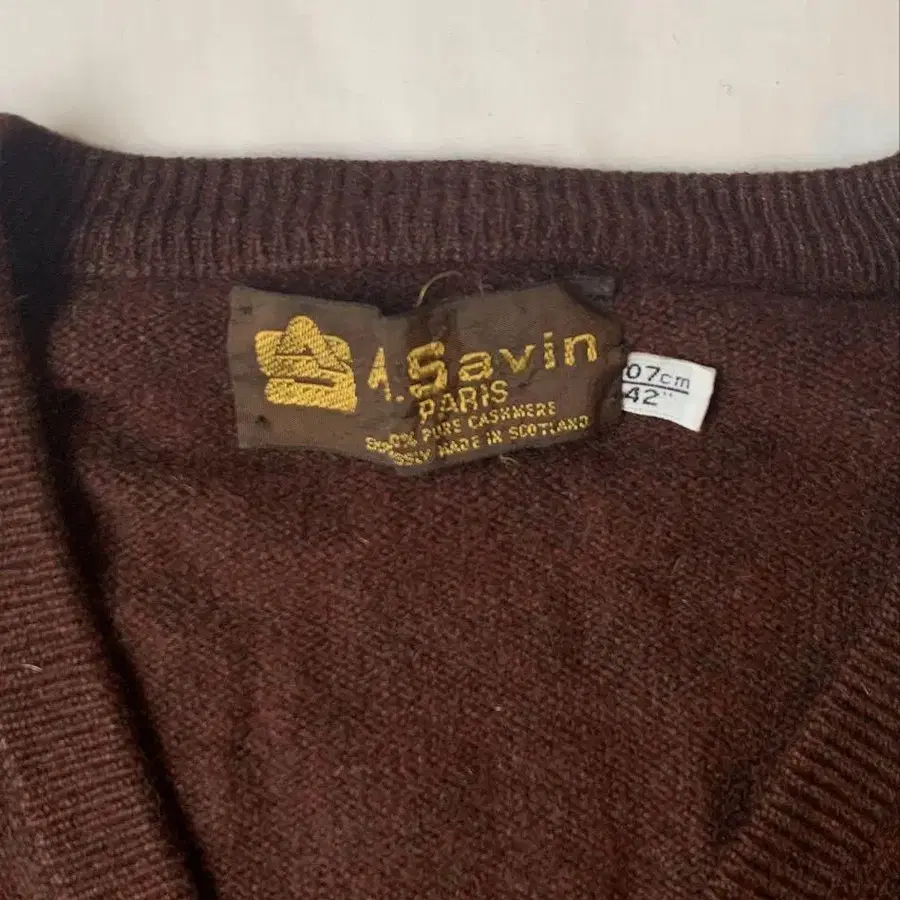 A. Savin
PARIS
PURE CASHMERE
MADE IN SCOTLAND
07cm
42"